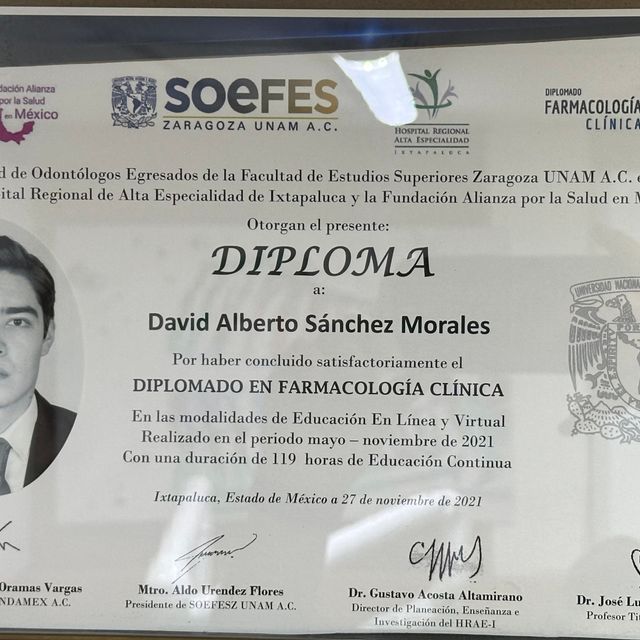 dación Alianza
por la Salud
en México
SOEFES
ZARAGOZA UNAM A.C.
HOSPITAL REGIONAL
ALTA ESPECIALIDAD
IXTAPALUCA
DIPLOMADO
FARMACOLOGÍA
CLÍNICA
d de Odontólogos Egresados de la Facultad de Estudios Superiores Zaragoza UNAM A.C. e
ital Regional de Alta Especialidad de Ixtapaluca y la Fundación Alianza por la Salud en M
Otorgan el presente:
DIPLOMA
a:
David Alberto Sánchez Morales
Por haber concluido satisfactoriamente el
DIPLOMADO EN FARMACOLOGÍA CLÍNICA
En las modalidades de Educación En Línea y Virtual
Realizado en el periodo mayo – noviembre de 2021
Con una duración de 119 horas de Educación Continua
Ixtapaluca, Estado de México a 27 de noviembre de 2021
UNIVERSIDAD NACIONAL
Oramas Vargas
NDAMEX A.C.
Mtro. Aldo Urendez Flores
Presidente de SOEFESZ UNAM A.C.
Dr. Gustavo Acosta Altamirano
Director de Planeación, Enseñanza e
Investigación del HRAE-I
Dr. José Lu
Profesor Ti